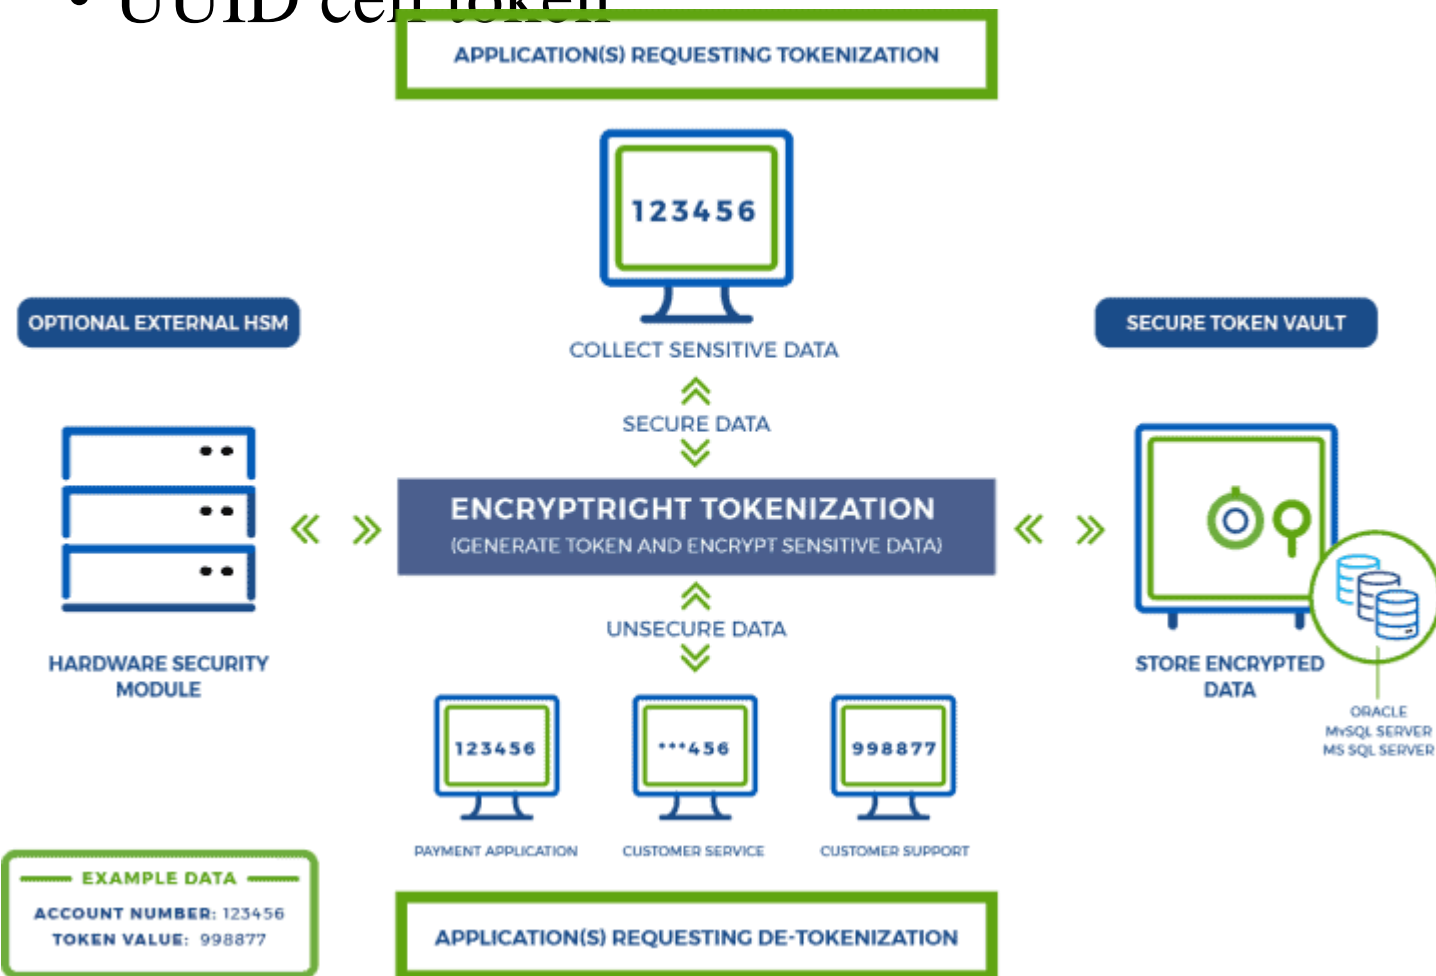 • UUID cell token
APPLICATION(S) REQUESTING TOKENIZATION
123456
OPTIONAL EXTERNAL HSM
SECURE TOKEN VAULT
COLLECT SENSITIVE DATA
SECURE DATA
ENCRYPTRIGHT TOKENIZATION
(GENERATE TOKEN AND ENCRYPT SENSITIVE DATA)
UNSECURE DATA
HARDWARE SECURITY
MODULE
STORE ENCRYPTED
DATA
ORACLE
MySQL SERVER
MS SQL SERVER
123456
***456
998877
PAYMENT APPLICATION
CUSTOMER SERVICE
CUSTOMER SUPPORT
EXAMPLE DATA
ACCOUNT NUMBER: 123456
TOKEN VALUE: 998877
APPLICATION(S) REQUESTING DE-TOKENIZATION